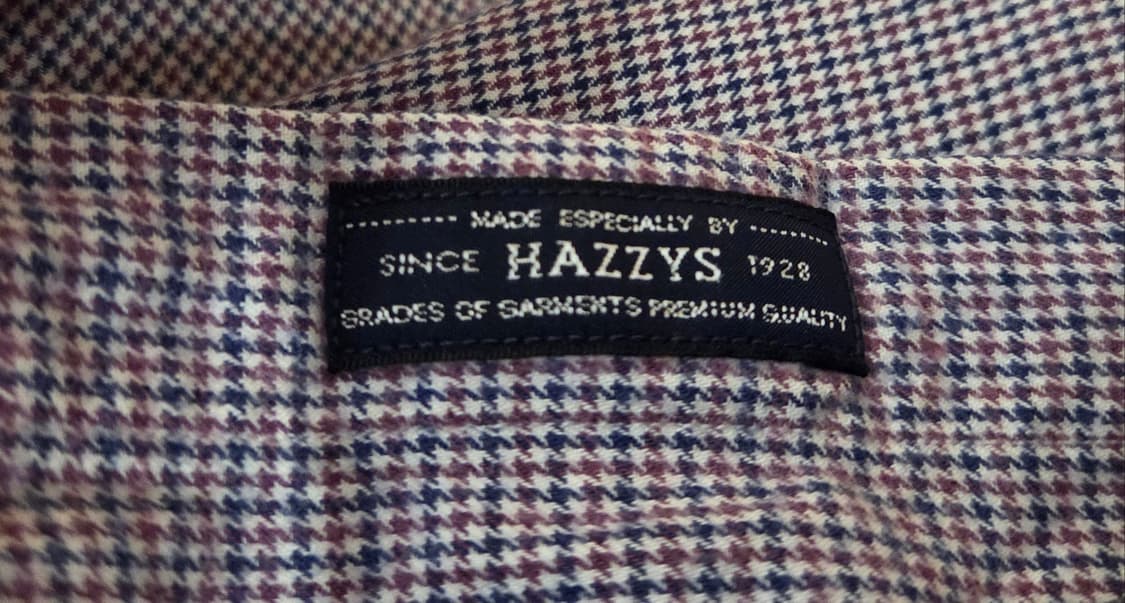 -------- MADE ESPECIALLY BY --------
SINCE HAZZYS 1928
GRADES OF GARMENTS PREMIUM QUALITY